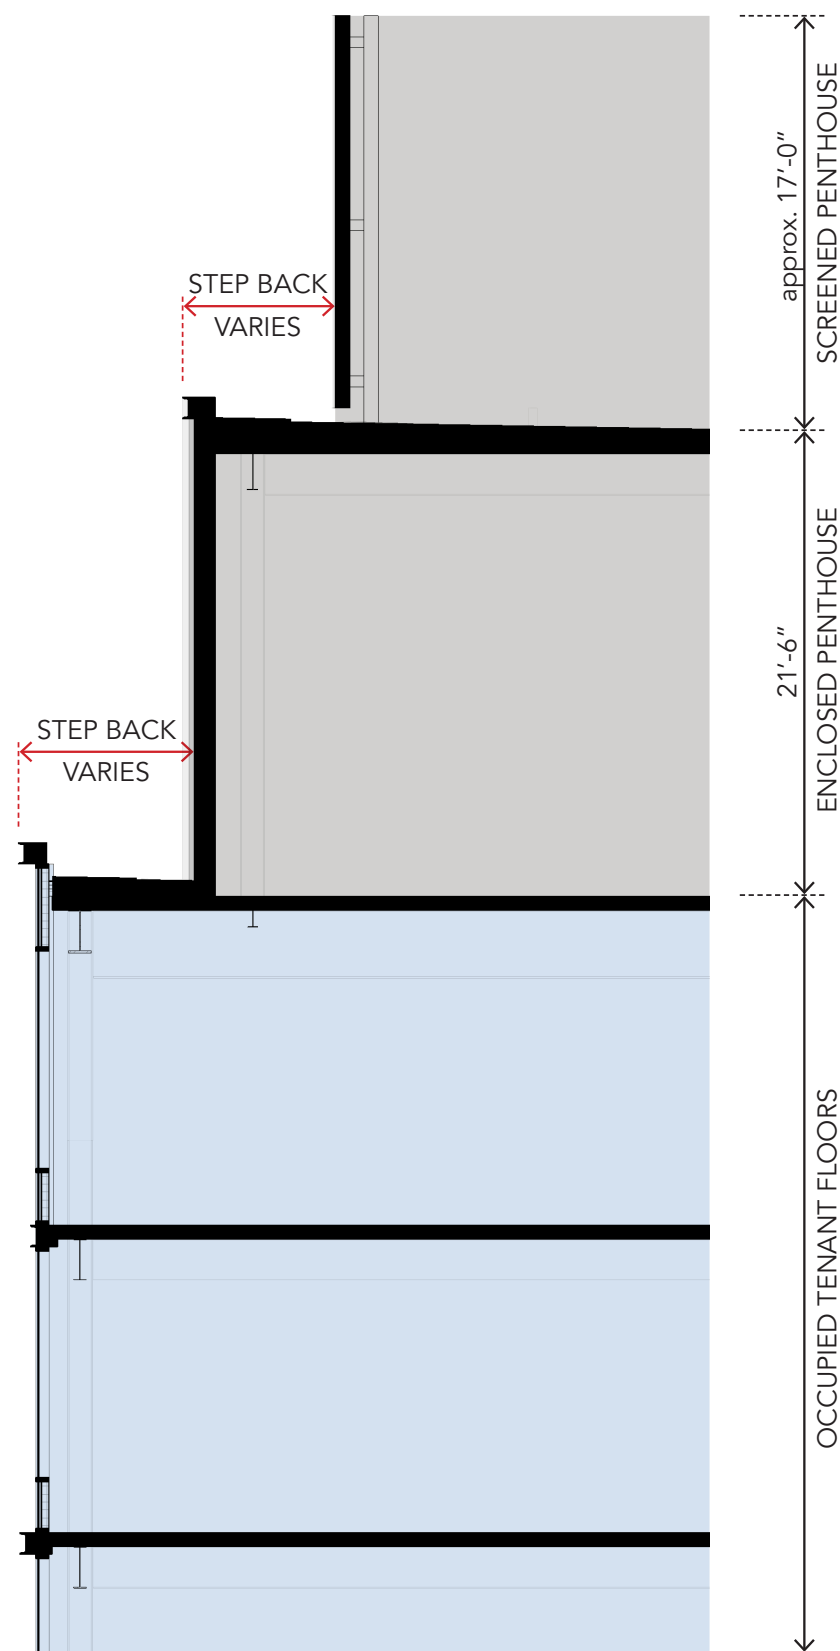 STEP BACK
VARIES
approx. 17'-0"
SCREENED PENTHOUSE
STEP BACK
VARIES
21'-6"
ENCLOSED PENTHOUSE
OCCUPIED TENANT FLOORS